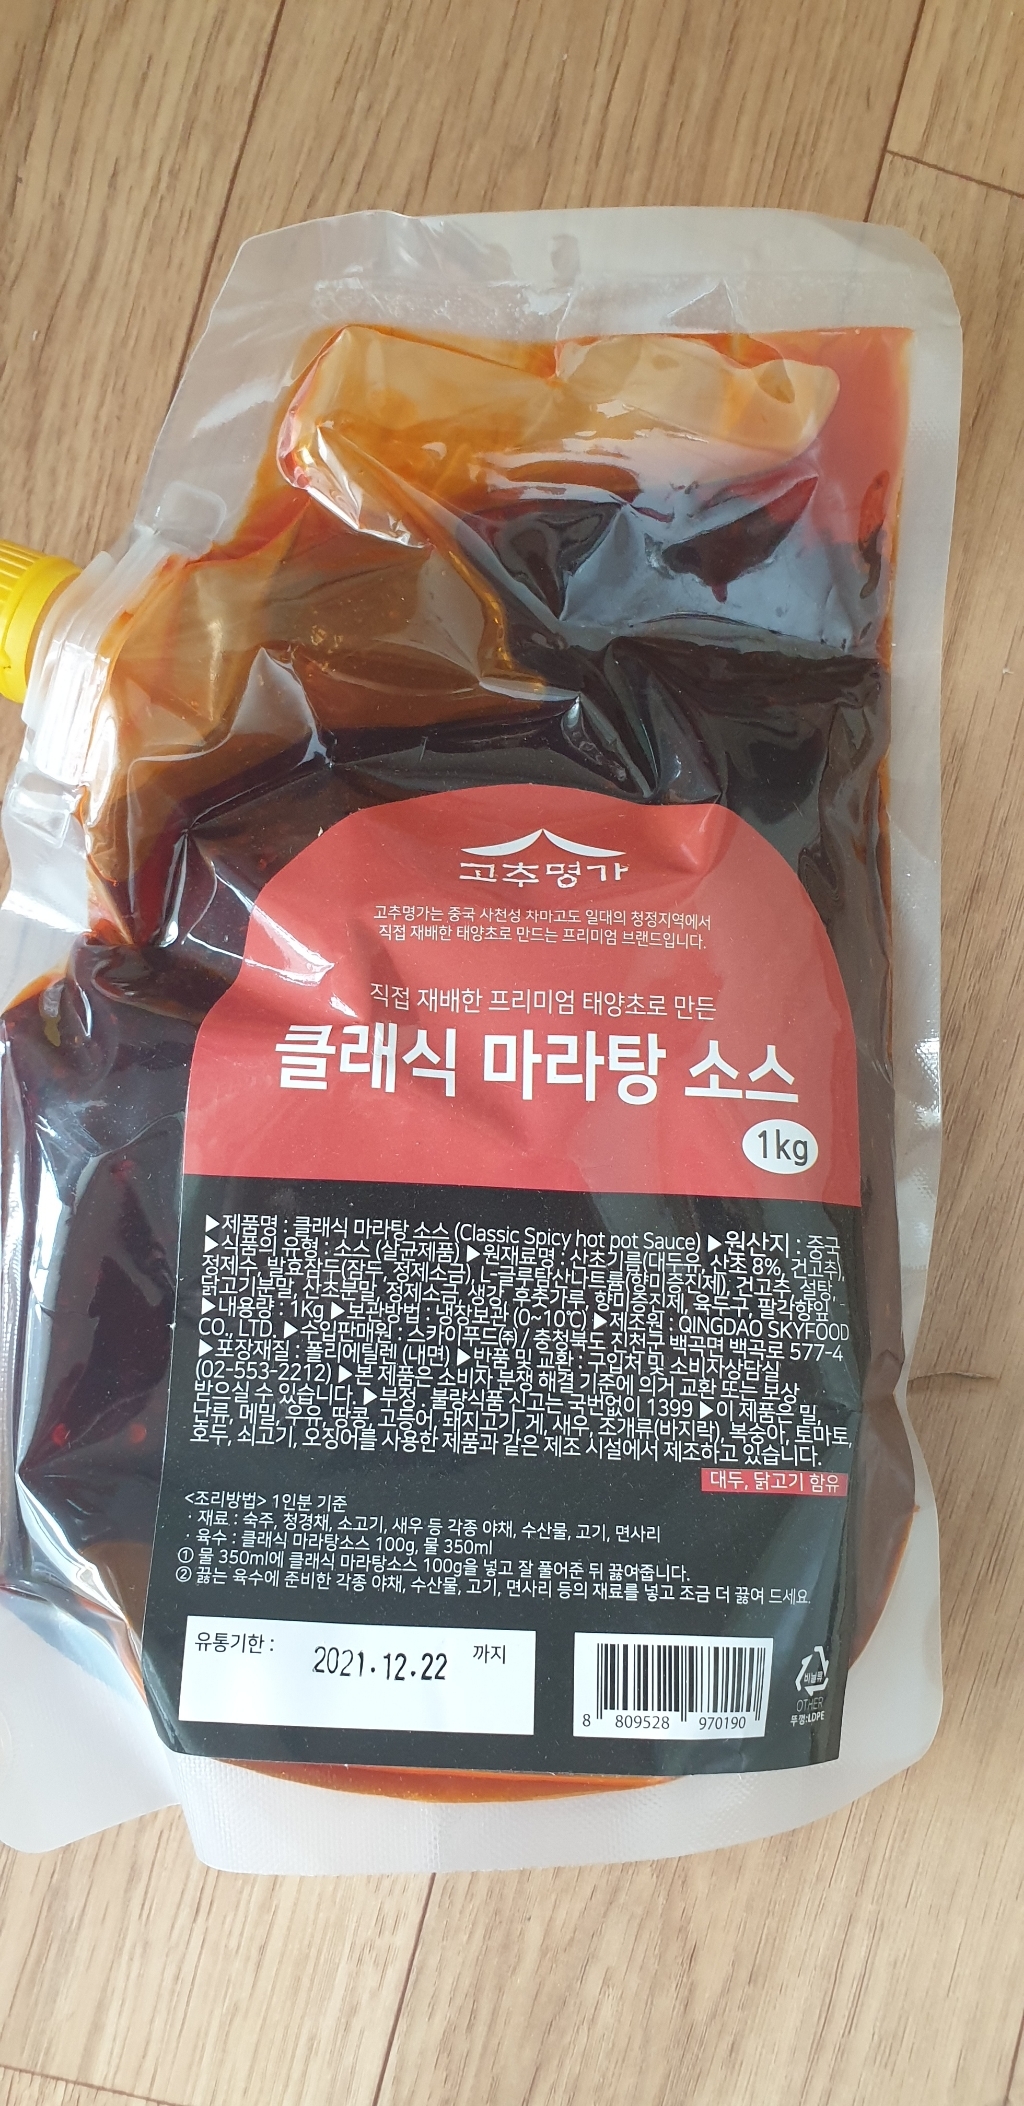 고추명가
고추명가는 중국 사천성 차마고도 일대의 청정지역에서
직접 재배한 태양초로 만드는 프리미엄 브랜드입니다.
직접 재배한 프리미엄 태양초로 만든
클래식 마라탕 소스
1kg
▶제품명 : 클래식 마라탕 소스 (Classic Spicy hot pot Sauce) ▶원산지 : 중국
▶식품의 유형 : 소스 (살균제품) ▶원재료명 : 산초기름(대두유, 산초 8%, 건고추),
정제수, 발효잠두(잠두, 정제소금), L-글루탐산나트륨(향미증진제), 건고추, 설탕,
닭고기분말, 산초분말, 정제소금, 생강, 후춧가루, 향미증진제, 육두구, 팔각향잎
▶내용량 : 1Kg ▶보관방법 : 냉장보관 (0~10℃) ▶제조원 : QINGDAO SKYFOOD
CO., LTD. ▶수입판매원 : 스카이푸드㈜ / 충청북도 진천군 백곡면 백곡로 577-4
▶포장재질 : 폴리에틸렌 (내면) ▶반품 및 교환 : 구입처 및 소비자상담실
(02-553-2212) ▶본 제품은 소비자 분쟁 해결 기준에 의거 교환 또는 보상
받으실 수 있습니다. ▶부정 · 불량식품 신고는 국번없이 1399 ▶이 제품은 밀,
난류, 메밀, 우유, 땅콩, 고등어, 돼지고기, 게, 새우, 조개류(바지락), 복숭아, 토마토,
호두, 쇠고기, 오징어를 사용한 제품과 같은 제조 시설에서 제조하고 있습니다.
대두, 닭고기 함유
<조리방법> 1인분 기준
· 재료 : 숙주, 청경채, 소고기, 새우 등 각종 야채, 수산물, 고기, 면사리
· 육수 : 클래식 마라탕소스 100g, 물 350ml
① 물 350ml에 클래식 마라탕소스 100g을 넣고 잘 풀어준 뒤 끓여줍니다.
② 끓는 육수에 준비한 각종 야채, 수산물, 고기, 면사리 등의 재료를 넣고 조금 더 끓여 드세요.
유통기한 : 2021.12.22 까지
8 809528 970190
비닐류
OTHER
뚜껑:LDPE